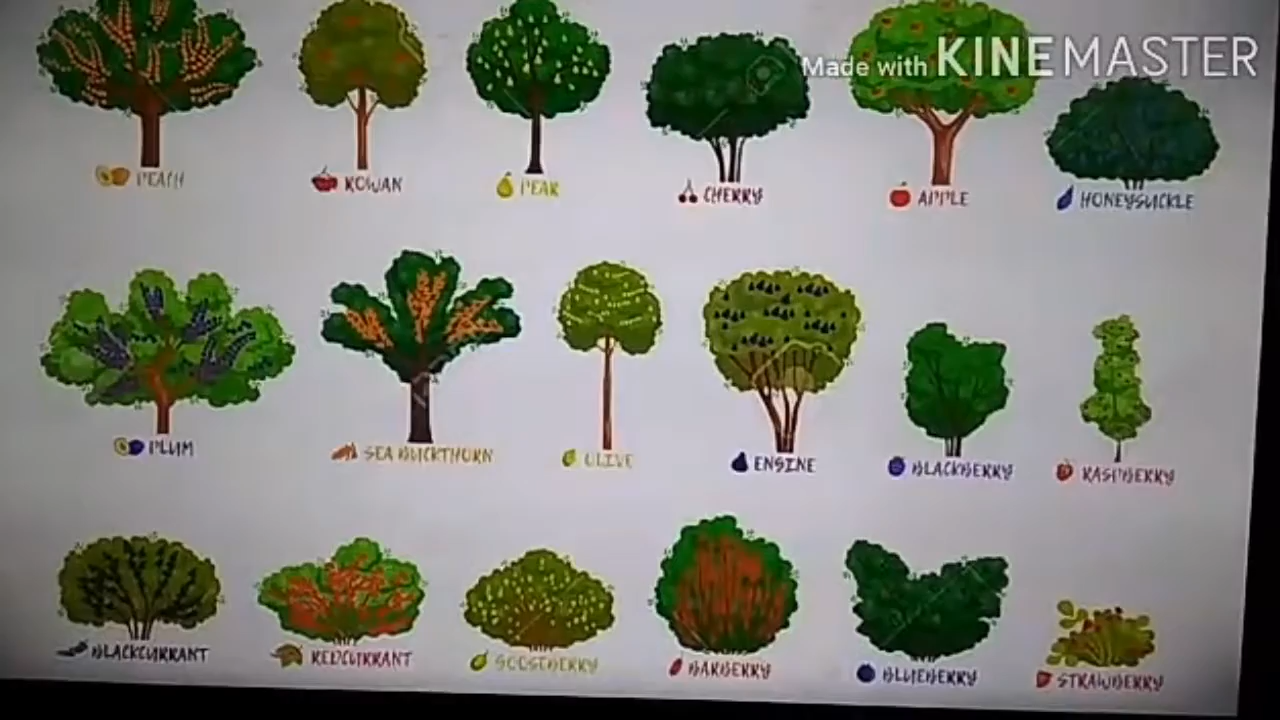 Made with KINEMASTER
PEACH
ROWAN
PEAR
CHERRY
APPLE
HONEYSUCKLE
PLUM
SEA BUCKTHORN
OLIVE
ENSINE
BLACKBERRY
RASPBERRY
BLACKCURRANT
REDCURRANT
GOOSEBERRY
BARBERRY
BLUEBERRY
STRAWBERRY